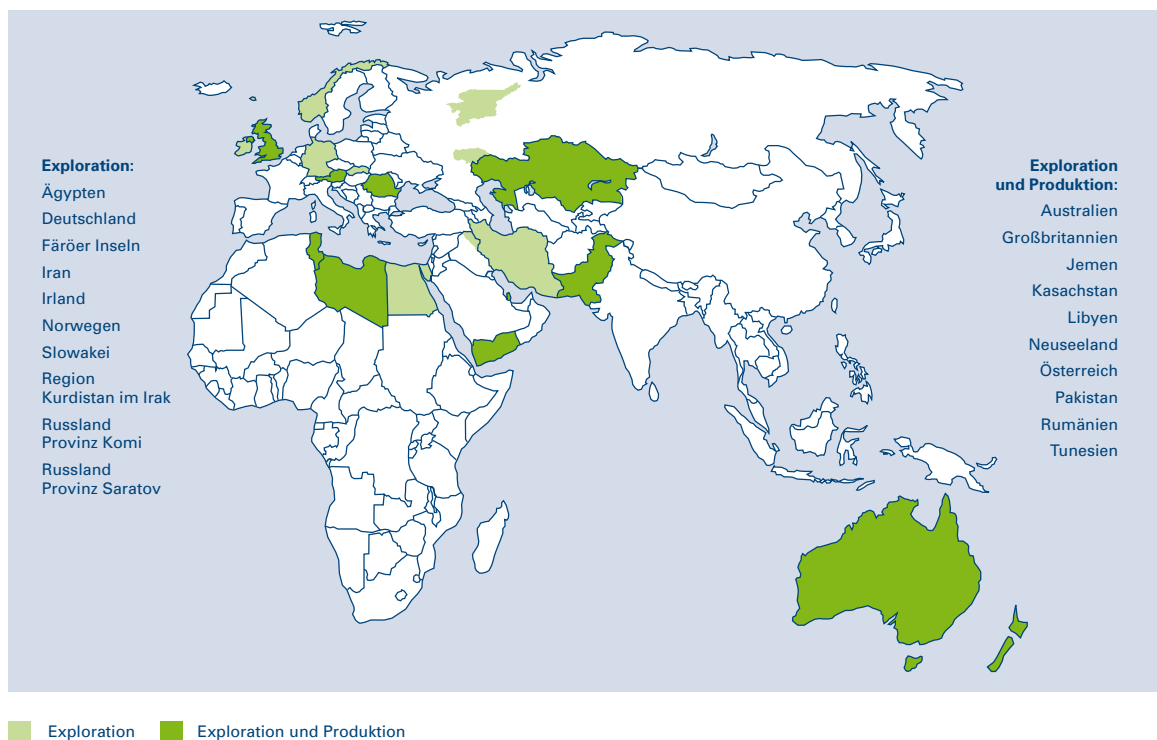 Exploration:
Ägypten
Deutschland
Färöer Inseln
Iran
Irland
Norwegen
Slowakei
Region
Kurdistan im Irak
Russland
Provinz Komi
Russland
Provinz Saratov
Exploration
und Produktion:
Australien
Großbritannien
Jemen
Kasachstan
Libyen
Neuseeland
Österreich
Pakistan
Rumänien
Tunesien
Exploration
Exploration und Produktion